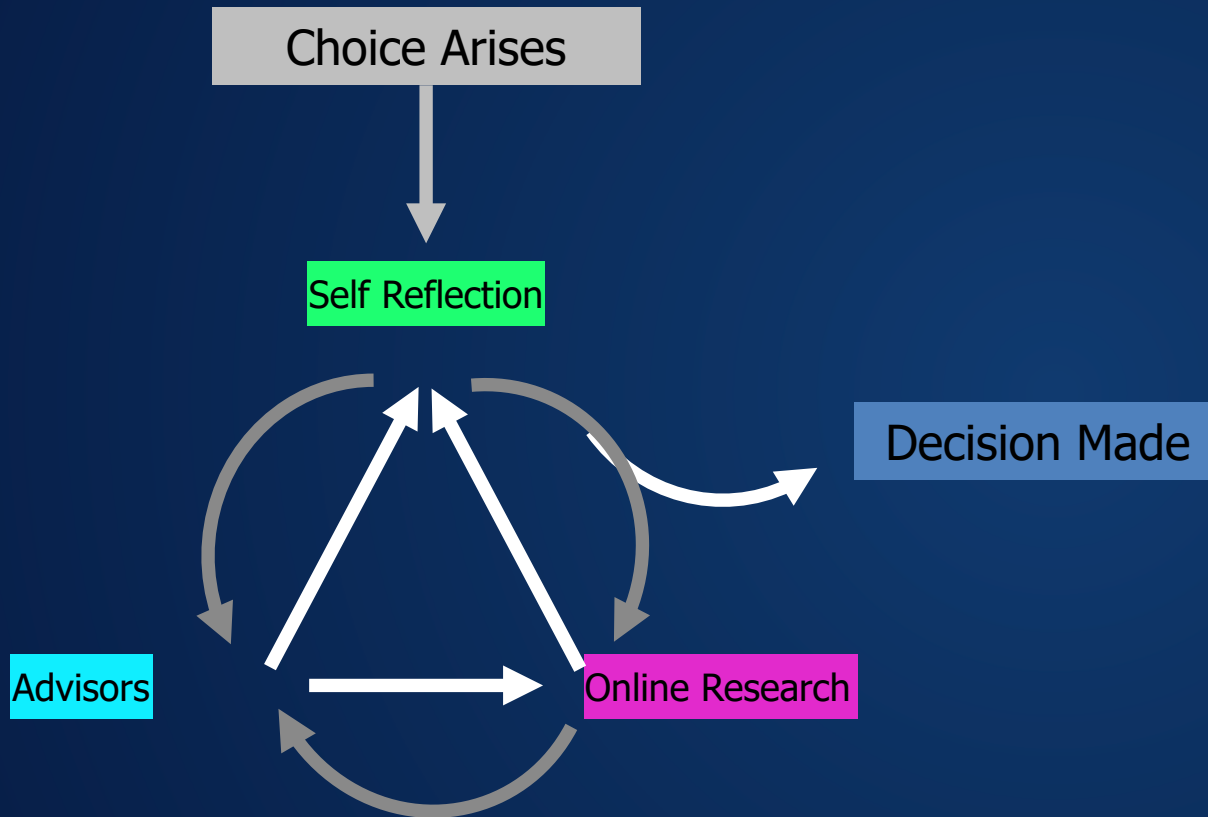 Choice Arises
Self Reflection
Decision Made
Advisors
Online Research